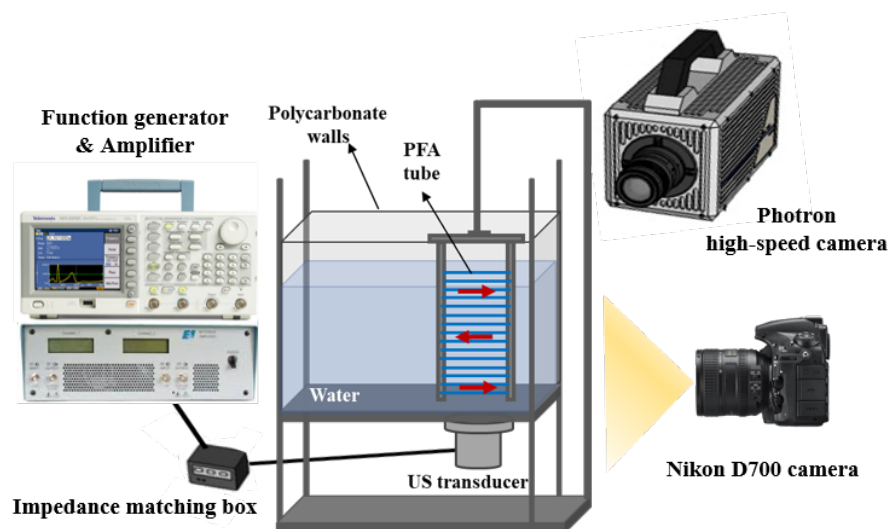 Function generator
& Amplifier
Polycarbonate
walls
PFA
tube
Photron
high-speed camera
Tektronix
Water
US transducer
Impedance matching box
Nikon D700 camera